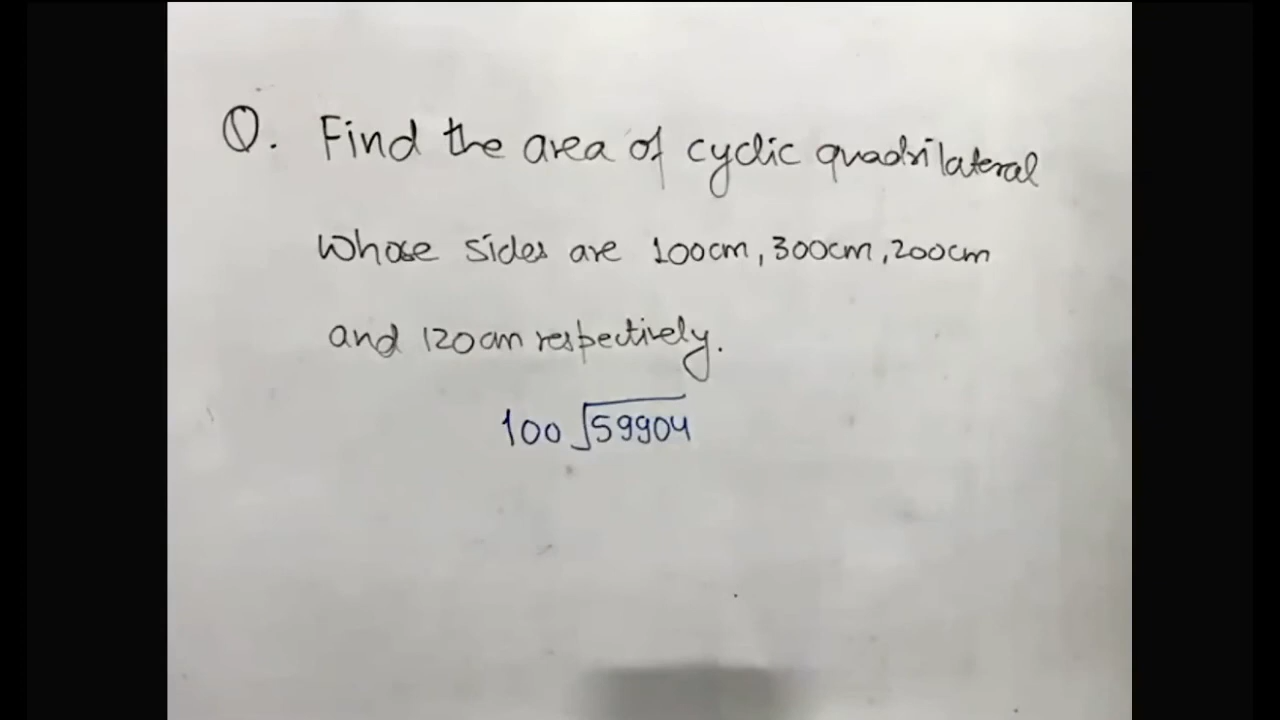 Q. Find the area of cyclic quadrilateral
whose sides are 100cm, 300cm, 200cm
and 120cm respectively.
100 √59904